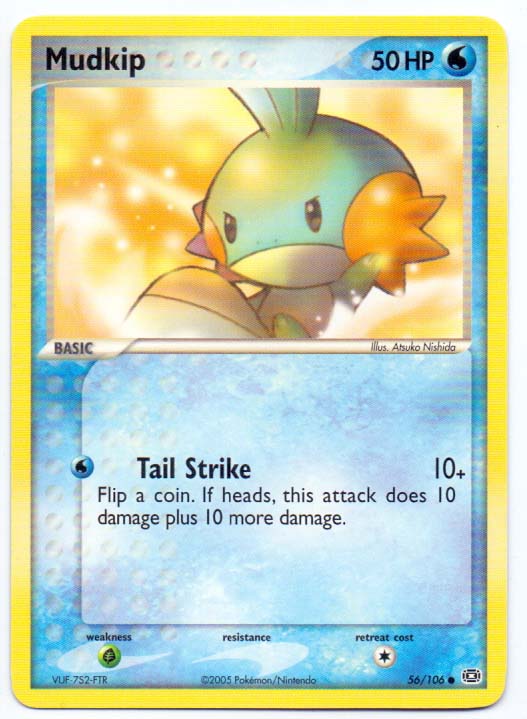 Mudkip 50 HP
BASIC Illus. Atsuko Nishida
Tail Strike 10+
Flip a coin. If heads, this attack does 10
damage plus 10 more damage.
weakness resistance retreat cost
VIJF-7S2-FTR ©2005 Pokémon/Nintendo 56/106